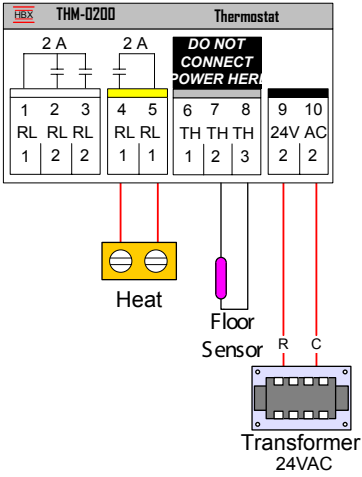 HBX THM-0200 Thermostat
2 A 2 A DO NOT
CONNECT
POWER HERE
1 2 3 4 5 6 7 8 9 10
RL RL RL RL RL TH TH TH 24V AC
1 2 2 1 1 1 2 3 2 2
Heat
Floor
Sensor R C
Transformer
24VAC